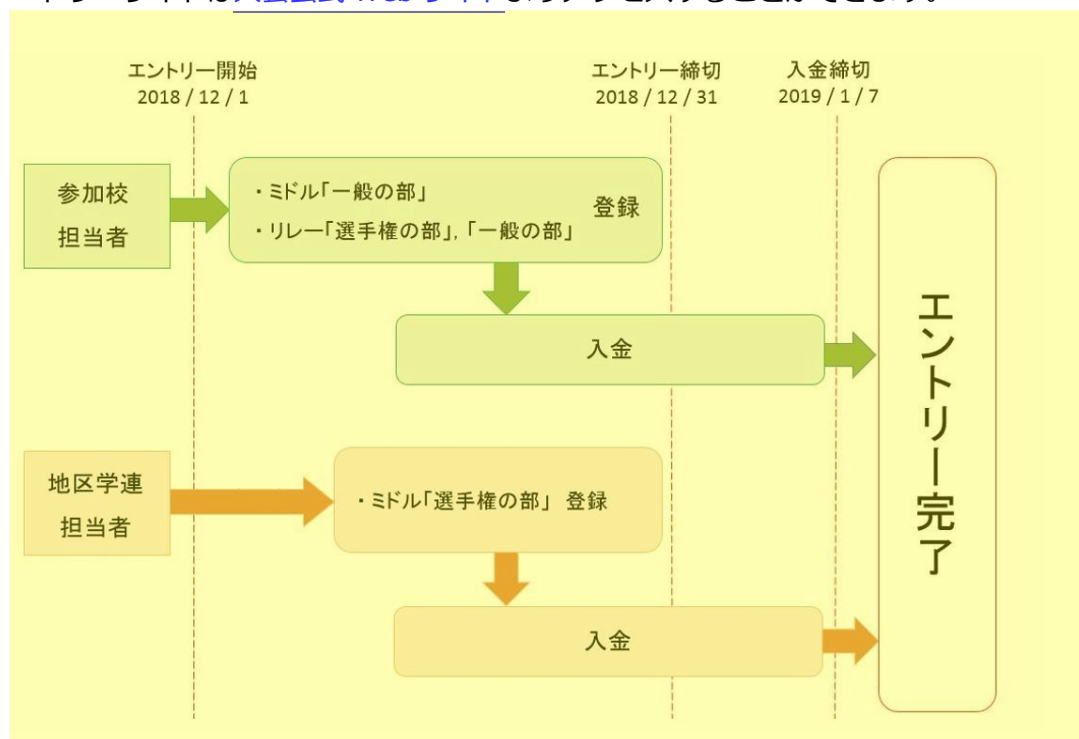 エントリー開始
2018 / 12 / 1
エントリー締切
2018 / 12 / 31
入金締切
2019 / 1 / 7
参加校
担当者
・ミドル「一般の部」
・リレー「選手権の部」,「一般の部」
登録
入金
地区学連
担当者
・ミドル「選手権の部」 登録
入金
エントリー完了